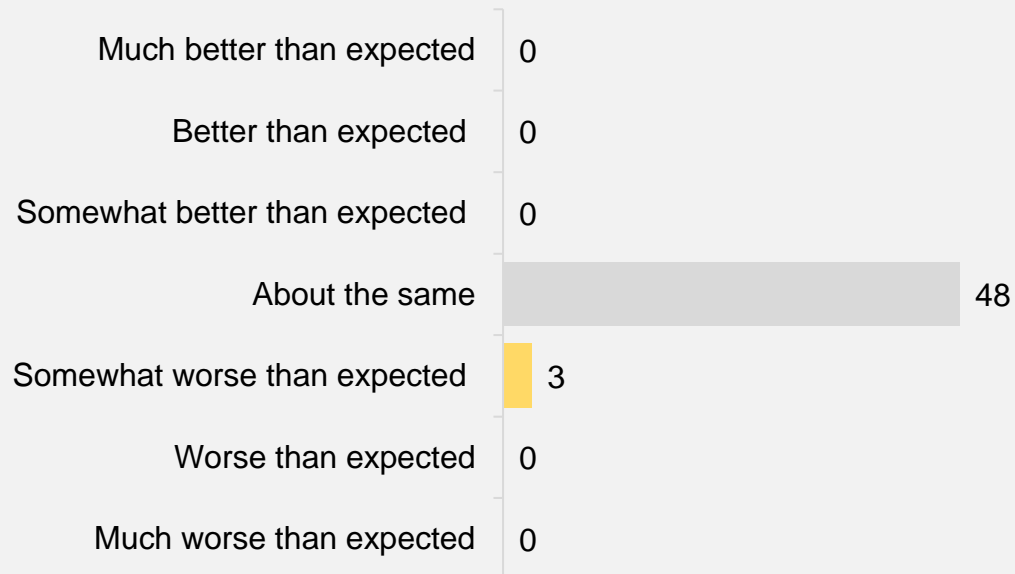 Much better than expected 0
Better than expected 0
Somewhat better than expected 0
About the same 48
Somewhat worse than expected 3
Worse than expected 0
Much worse than expected 0